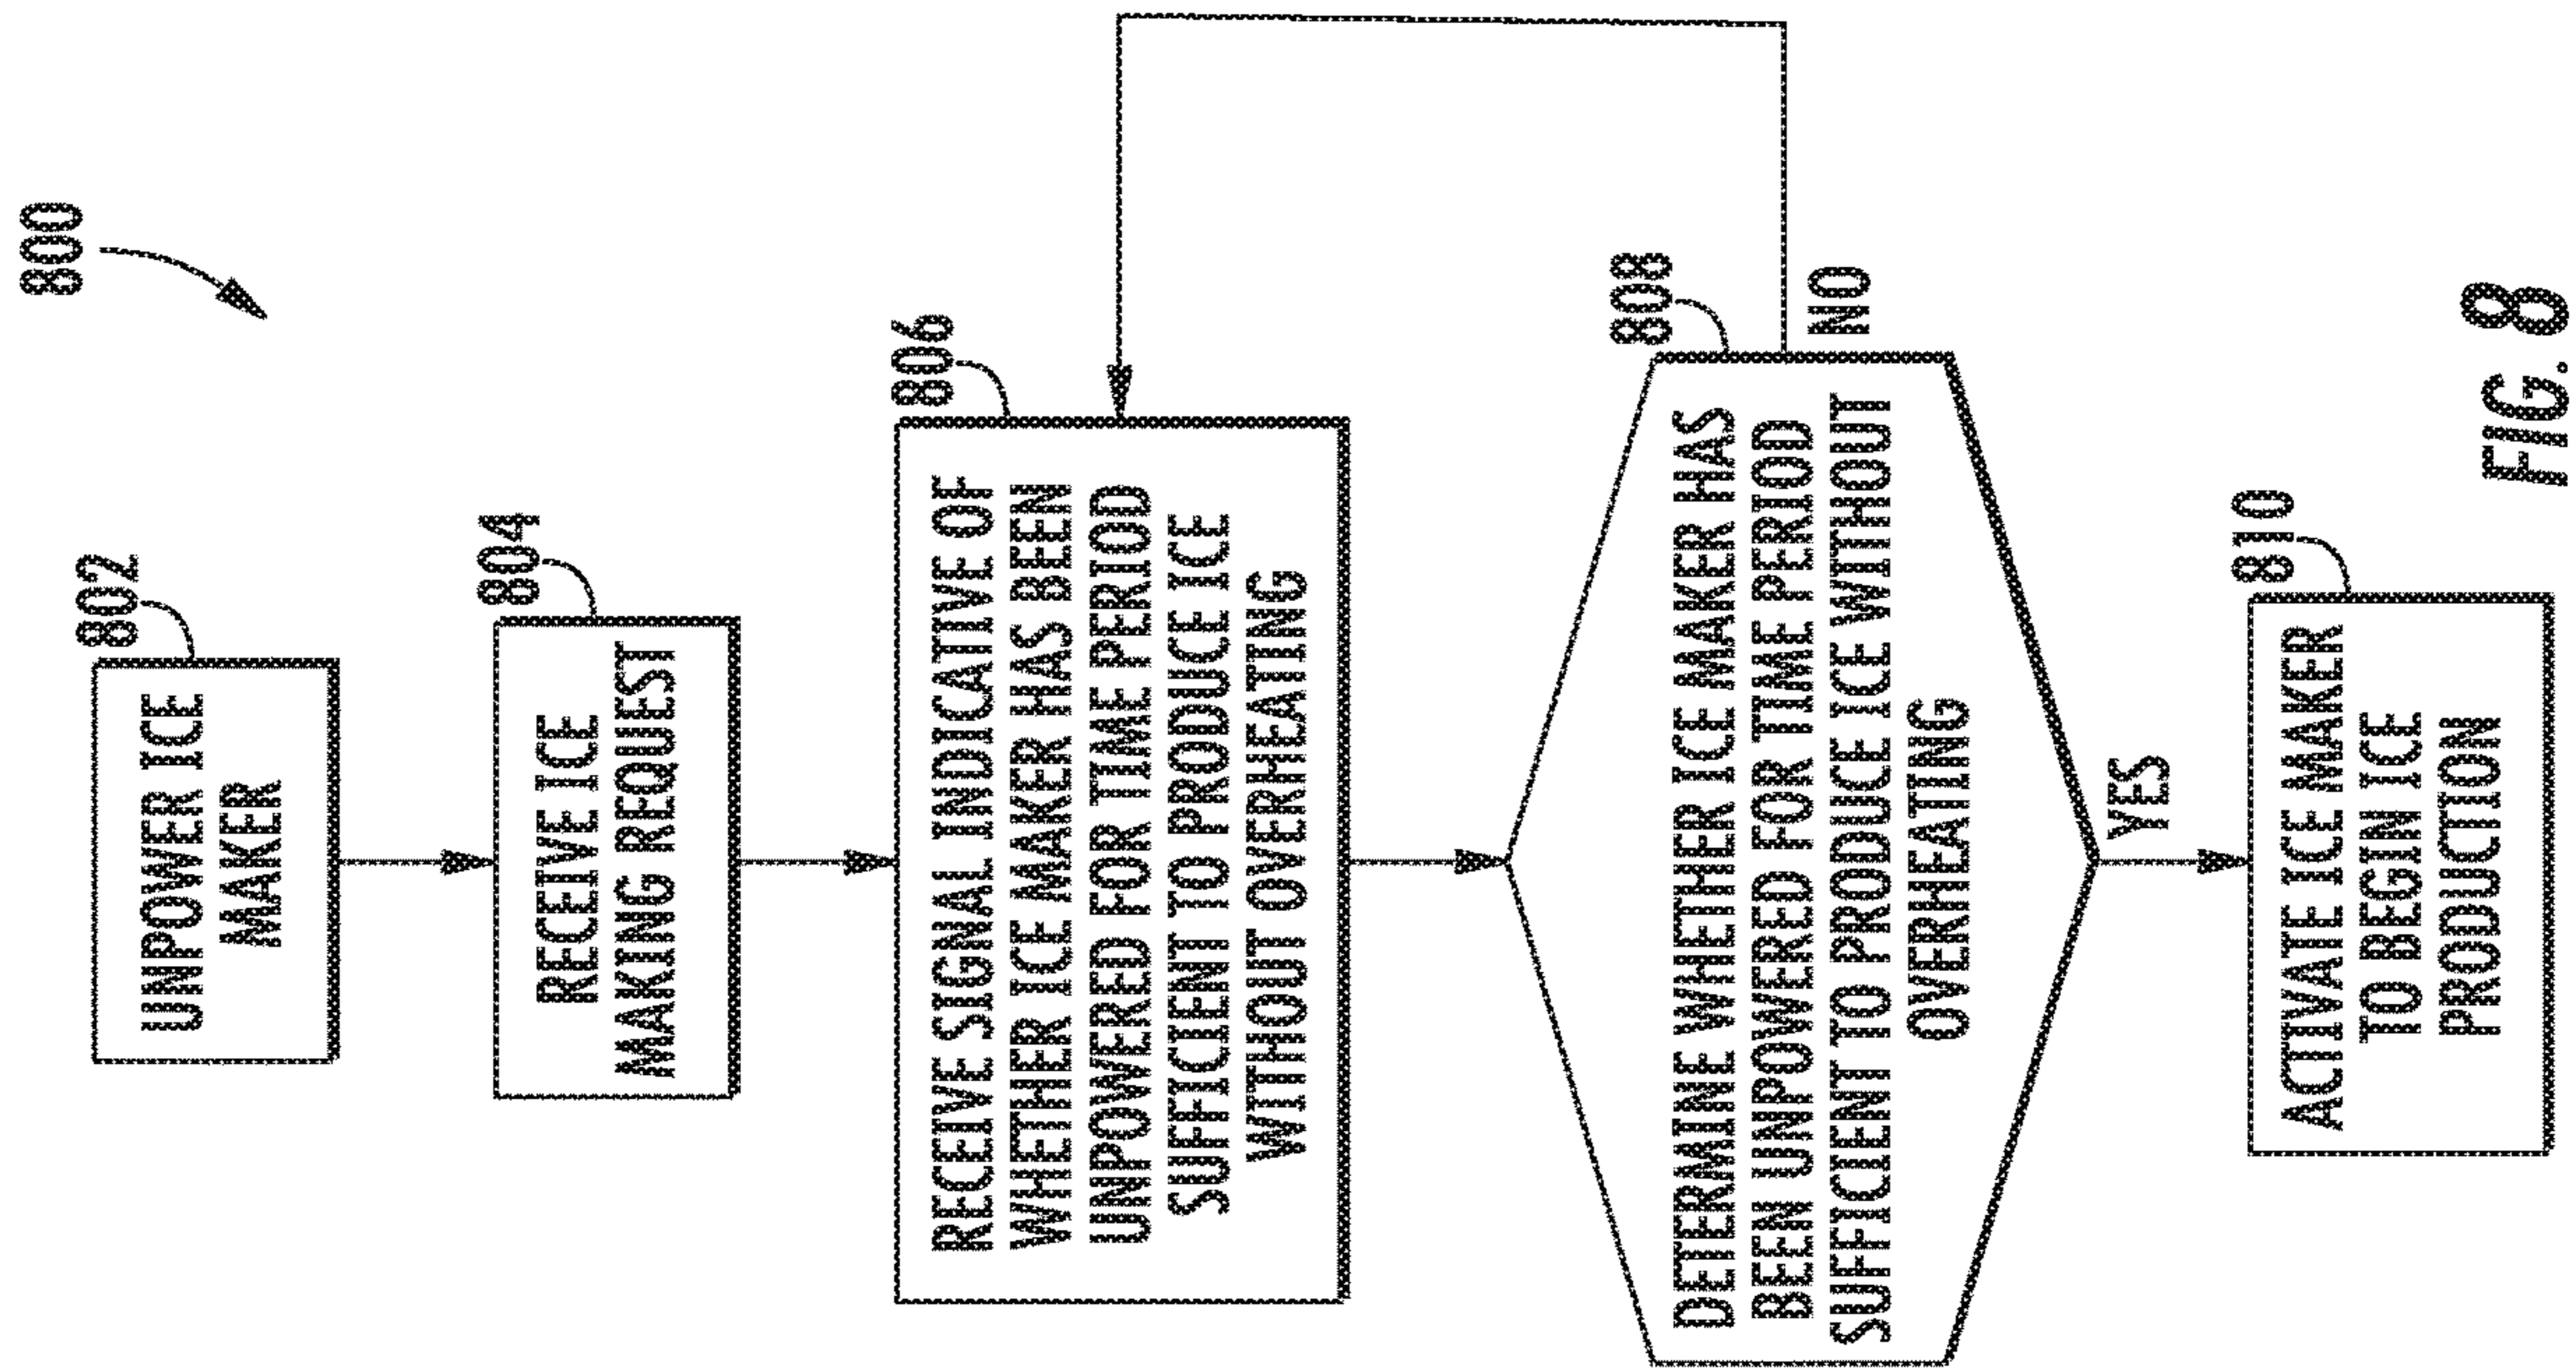 800
802
UNPOWER ICE
MAKER
804
RECEIVE ICE
MAKING REQUEST
806
RECEIVE SIGNAL INDICATIVE OF
WHETHER ICE MAKER HAS BEEN
UNPOWERED FOR TIME PERIOD
SUFFICIENT TO PRODUCE ICE
WITHOUT OVERHEATING
808
DETERMINE WHETHER ICE MAKER HAS
BEEN UNPOWERED FOR TIME PERIOD
SUFFICIENT TO PRODUCE ICE WITHOUT
OVERHEATING
NO
YES
810
ACTIVATE ICE MAKER
TO BEGIN ICE
PRODUCTION
FIG. 8